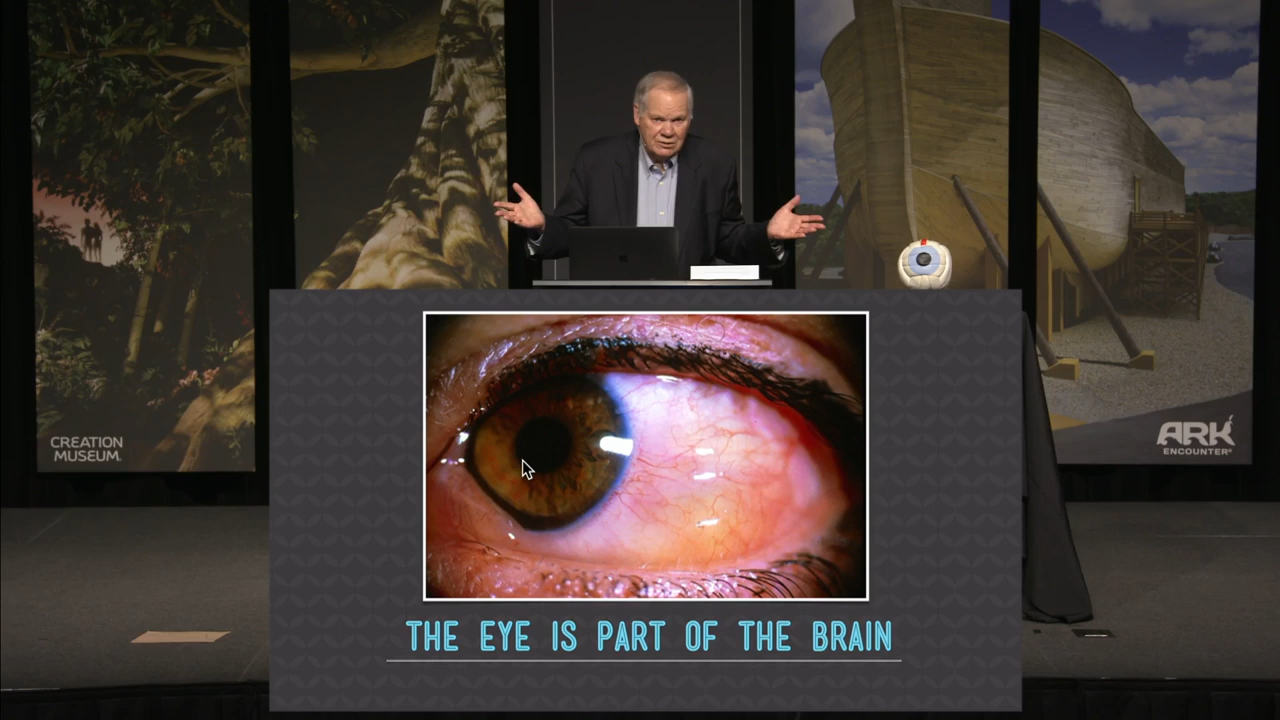 CREATION
MUSEUM
ARK
ENCOUNTER
THE EYE IS PART OF THE BRAIN